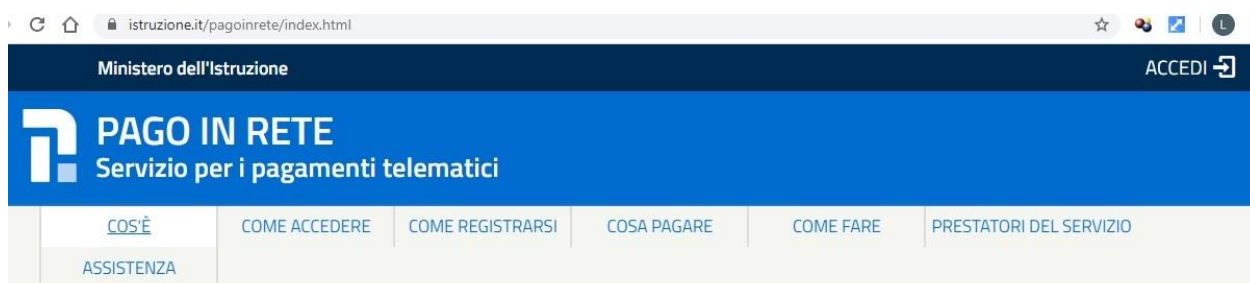 istruzione.it/pagoinrete/index.html
L
Ministero dell'Istruzione
ACCEDI
PAGO IN RETE
Servizio per i pagamenti telematici
COS'È COME ACCEDERE COME REGISTRARSI COSA PAGARE COME FARE PRESTATORI DEL SERVIZIO
ASSISTENZA